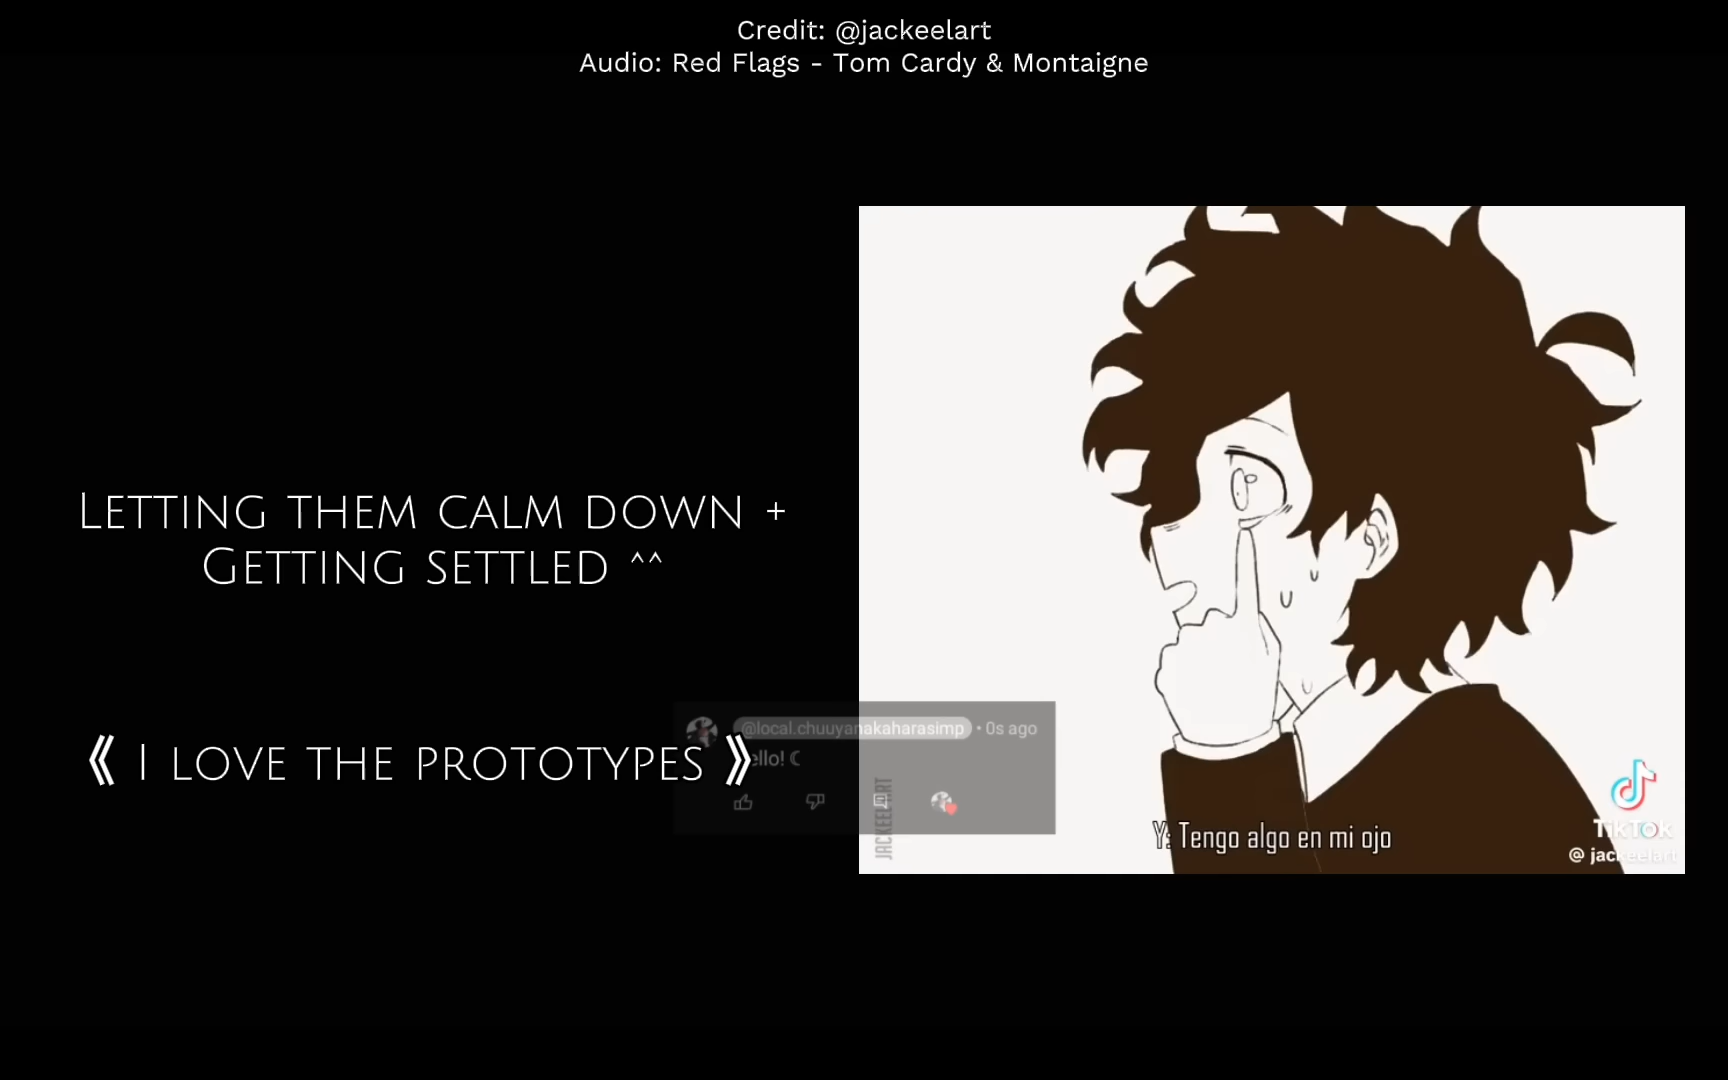 Credit: @jackeelart
Audio: Red Flags - Tom Cardy & Montaigne
Letting them calm down +
Getting settled ^^
@local.chuuyanakaharasimp • 0s ago
ello! ☾
《 I love the prototypes 》
JACKEELART
Y: Tengo algo en mi ojo
TikTok
@ jackeelart